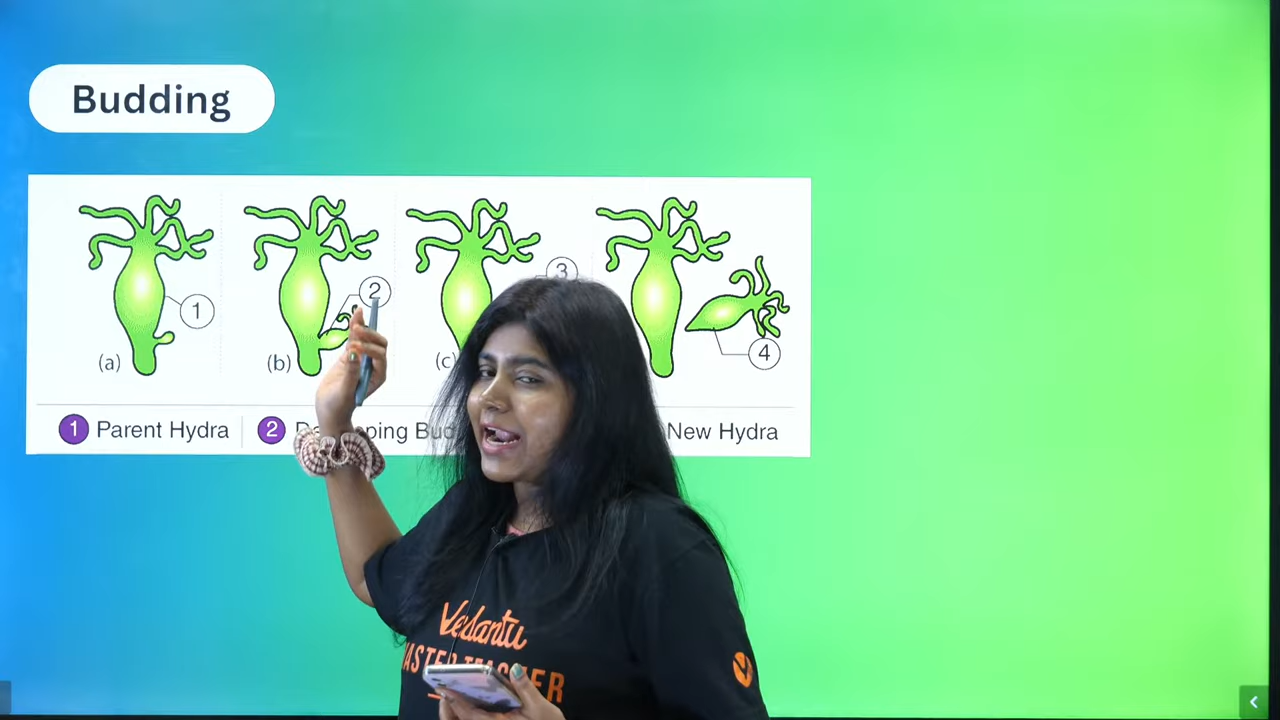 Budding
1
2
3
4
(a)
(b)
(c
1 Parent Hydra
2
New Hydra
Vedantu